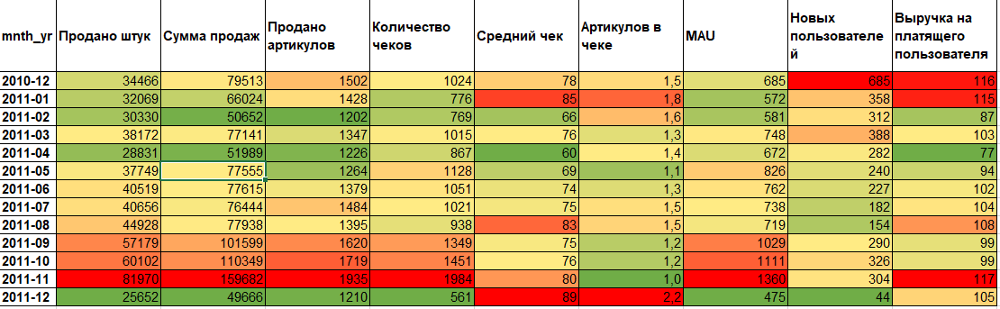 mnth_yr Продано штук Сумма продаж Продано артикулов Количество чеков Средний чек Артикулов в чеке MAU Новых пользователе й Выручка на платящего пользователя
2010-12 34466 79513 1502 1024 78 1,5 685 685 116
2011-01 32069 66024 1428 776 85 1,8 572 358 115
2011-02 30330 50652 1202 769 66 1,6 581 312 87
2011-03 38172 77141 1347 1015 76 1,3 748 388 103
2011-04 28831 51989 1226 867 60 1,4 672 282 77
2011-05 37749 77555 1264 1128 69 1,1 826 240 94
2011-06 40519 77615 1379 1051 74 1,3 762 227 102
2011-07 40656 76444 1484 1021 75 1,5 738 182 104
2011-08 44928 77938 1395 938 83 1,5 719 154 108
2011-09 57179 101599 1620 1349 75 1,2 1029 290 99
2011-10 60102 110349 1719 1451 76 1,2 1111 326 99
2011-11 81970 159682 1935 1984 80 1,0 1360 304 117
2011-12 25652 49666 1210 561 89 2,2 475 44 105